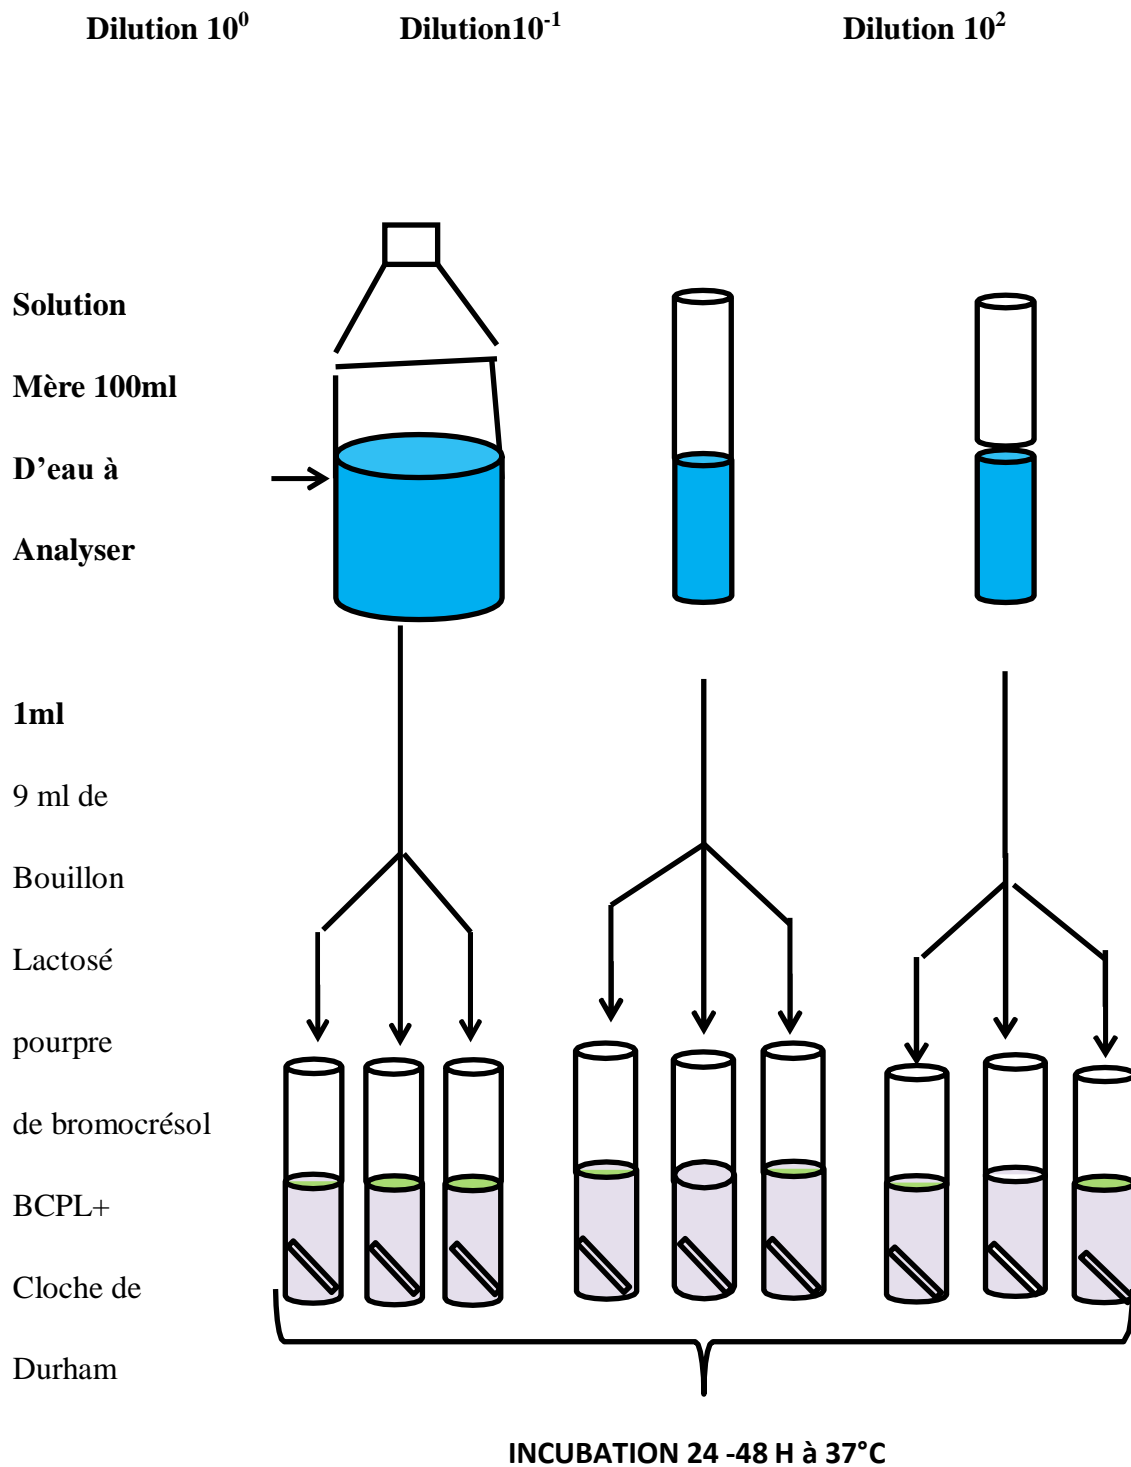 Dilution 10⁰ Dilution10⁻¹ Dilution 10²
Solution
Mère 100ml
D’eau à
Analyser
1ml
9 ml de
Bouillon
Lactosé
pourpre
de bromocrésol
BCPL+
Cloche de
Durham
INCUBATION 24 -48 H à 37°C